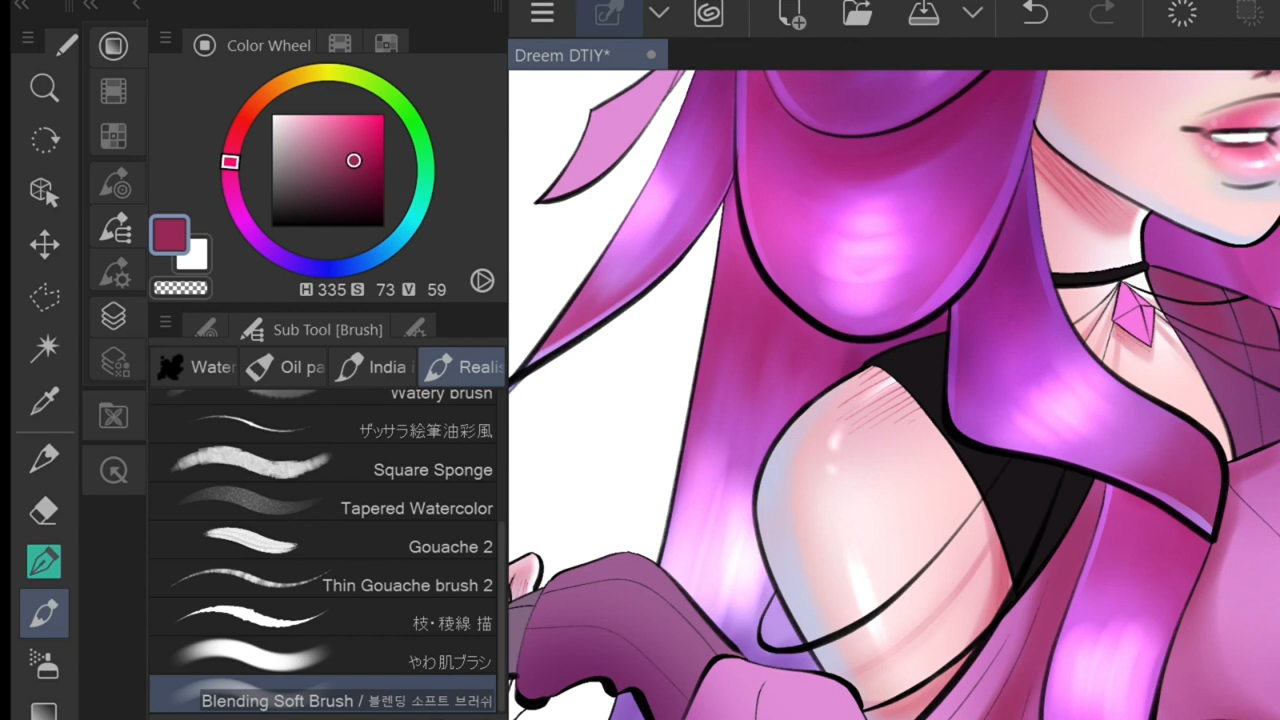 Color Wheel
Dreem DTIY*
H 335 S 73 V 59
Sub Tool [Brush]
Water
Oil pa
India
Realis
Watery brush
ザッサラ絵筆油彩風
Square Sponge
Tapered Watercolor
Gouache 2
Thin Gouache brush 2
枝・稜線 描
やわ肌ブラシ
Blending Soft Brush / 블렌딩 소프트 브러쉬